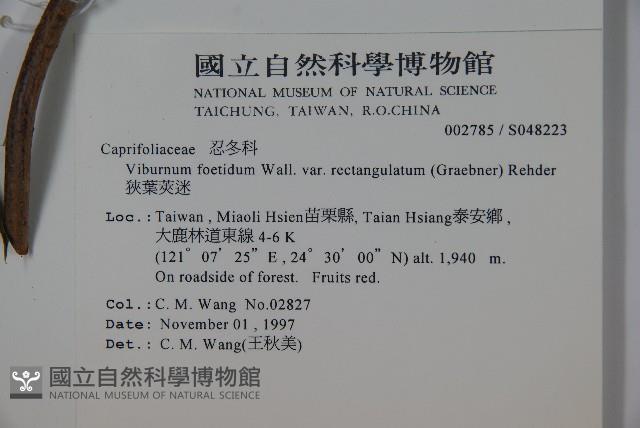 國立自然科學博物館
NATIONAL MUSEUM OF NATURAL SCIENCE
TAICHUNG, TAIWAN, R.O.CHINA
002785 / S048223
Caprifoliaceae 忍冬科
Viburnum foetidum Wall. var. rectangulatum (Graebner) Rehder
狹葉莢迷
Loc.: Taiwan , Miaoli Hsien苗栗縣, Taian Hsiang泰安鄉 ,
大鹿林道東線 4-6 K
(121° 07’ 25” E , 24° 30’ 00” N) alt. 1,940 m.
On roadside of forest. Fruits red.
Col.: C. M. Wang No.02827
Date: November 01 , 1997
Det.: C. M. Wang(王秋美)
國立自然科學博物館
NATIONAL MUSEUM OF NATURAL SCIENCE